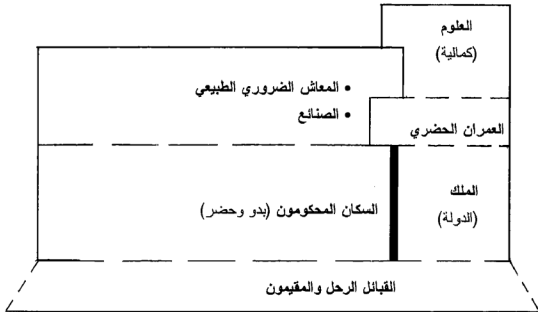 العلوم
(كمالية)
• المعاش الضروري الطبيعي
• الصنائع
العمران الحضري
الملك
(الدولة)
السكان المحكومون (بدو وحضر)
القبائل الرحل والمقيمون